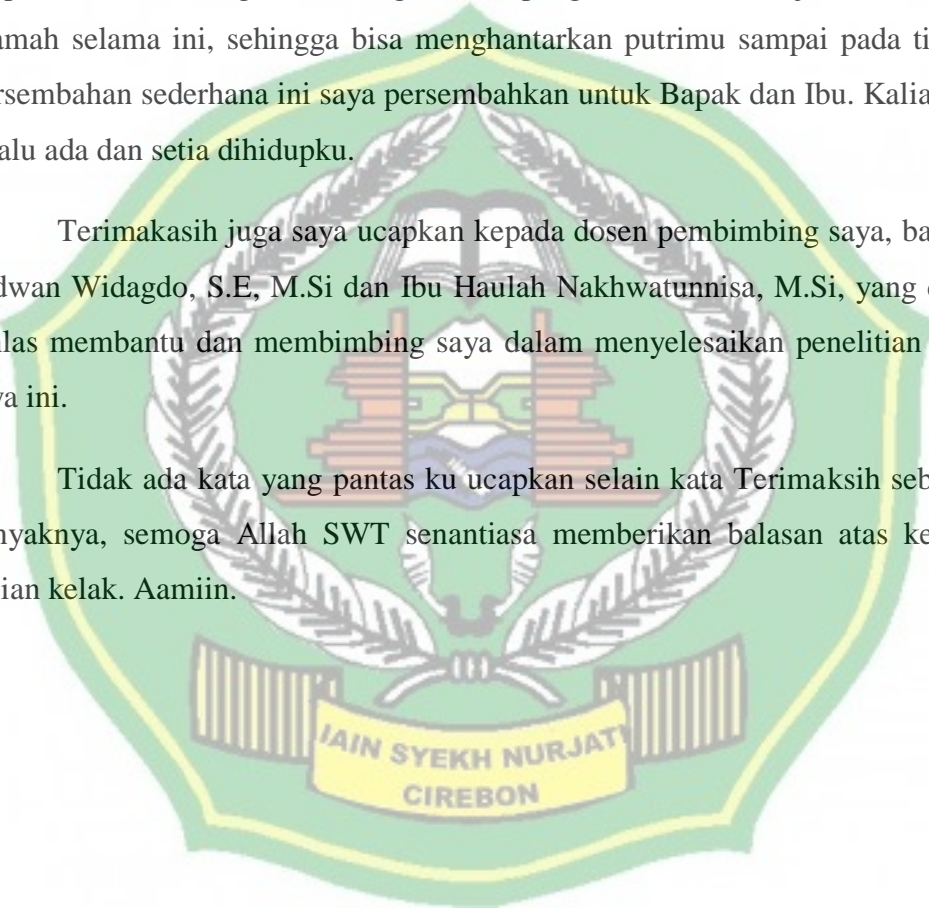 amah selama ini, sehingga bisa menghantarkan putrimu sampai pada ti
rsembahan sederhana ini saya persembahkan untuk Bapak dan Ibu. Kalia
alu ada dan setia dihidupku.
Terimakasih juga saya ucapkan kepada dosen pembimbing saya, ba
dwan Widagdo, S.E, M.Si dan Ibu Haulah Nakhwatunnisa, M.Si, yang
las membantu dan membimbing saya dalam menyelesaikan penelitian
a ini.
Tidak ada kata yang pantas ku ucapkan selain kata Terimaksih seb
nyaknya, semoga Allah SWT senantiasa memberikan balasan atas ke
ian kelak. Aamiin.
IAIN SYEKH NURJATI
CIREBON